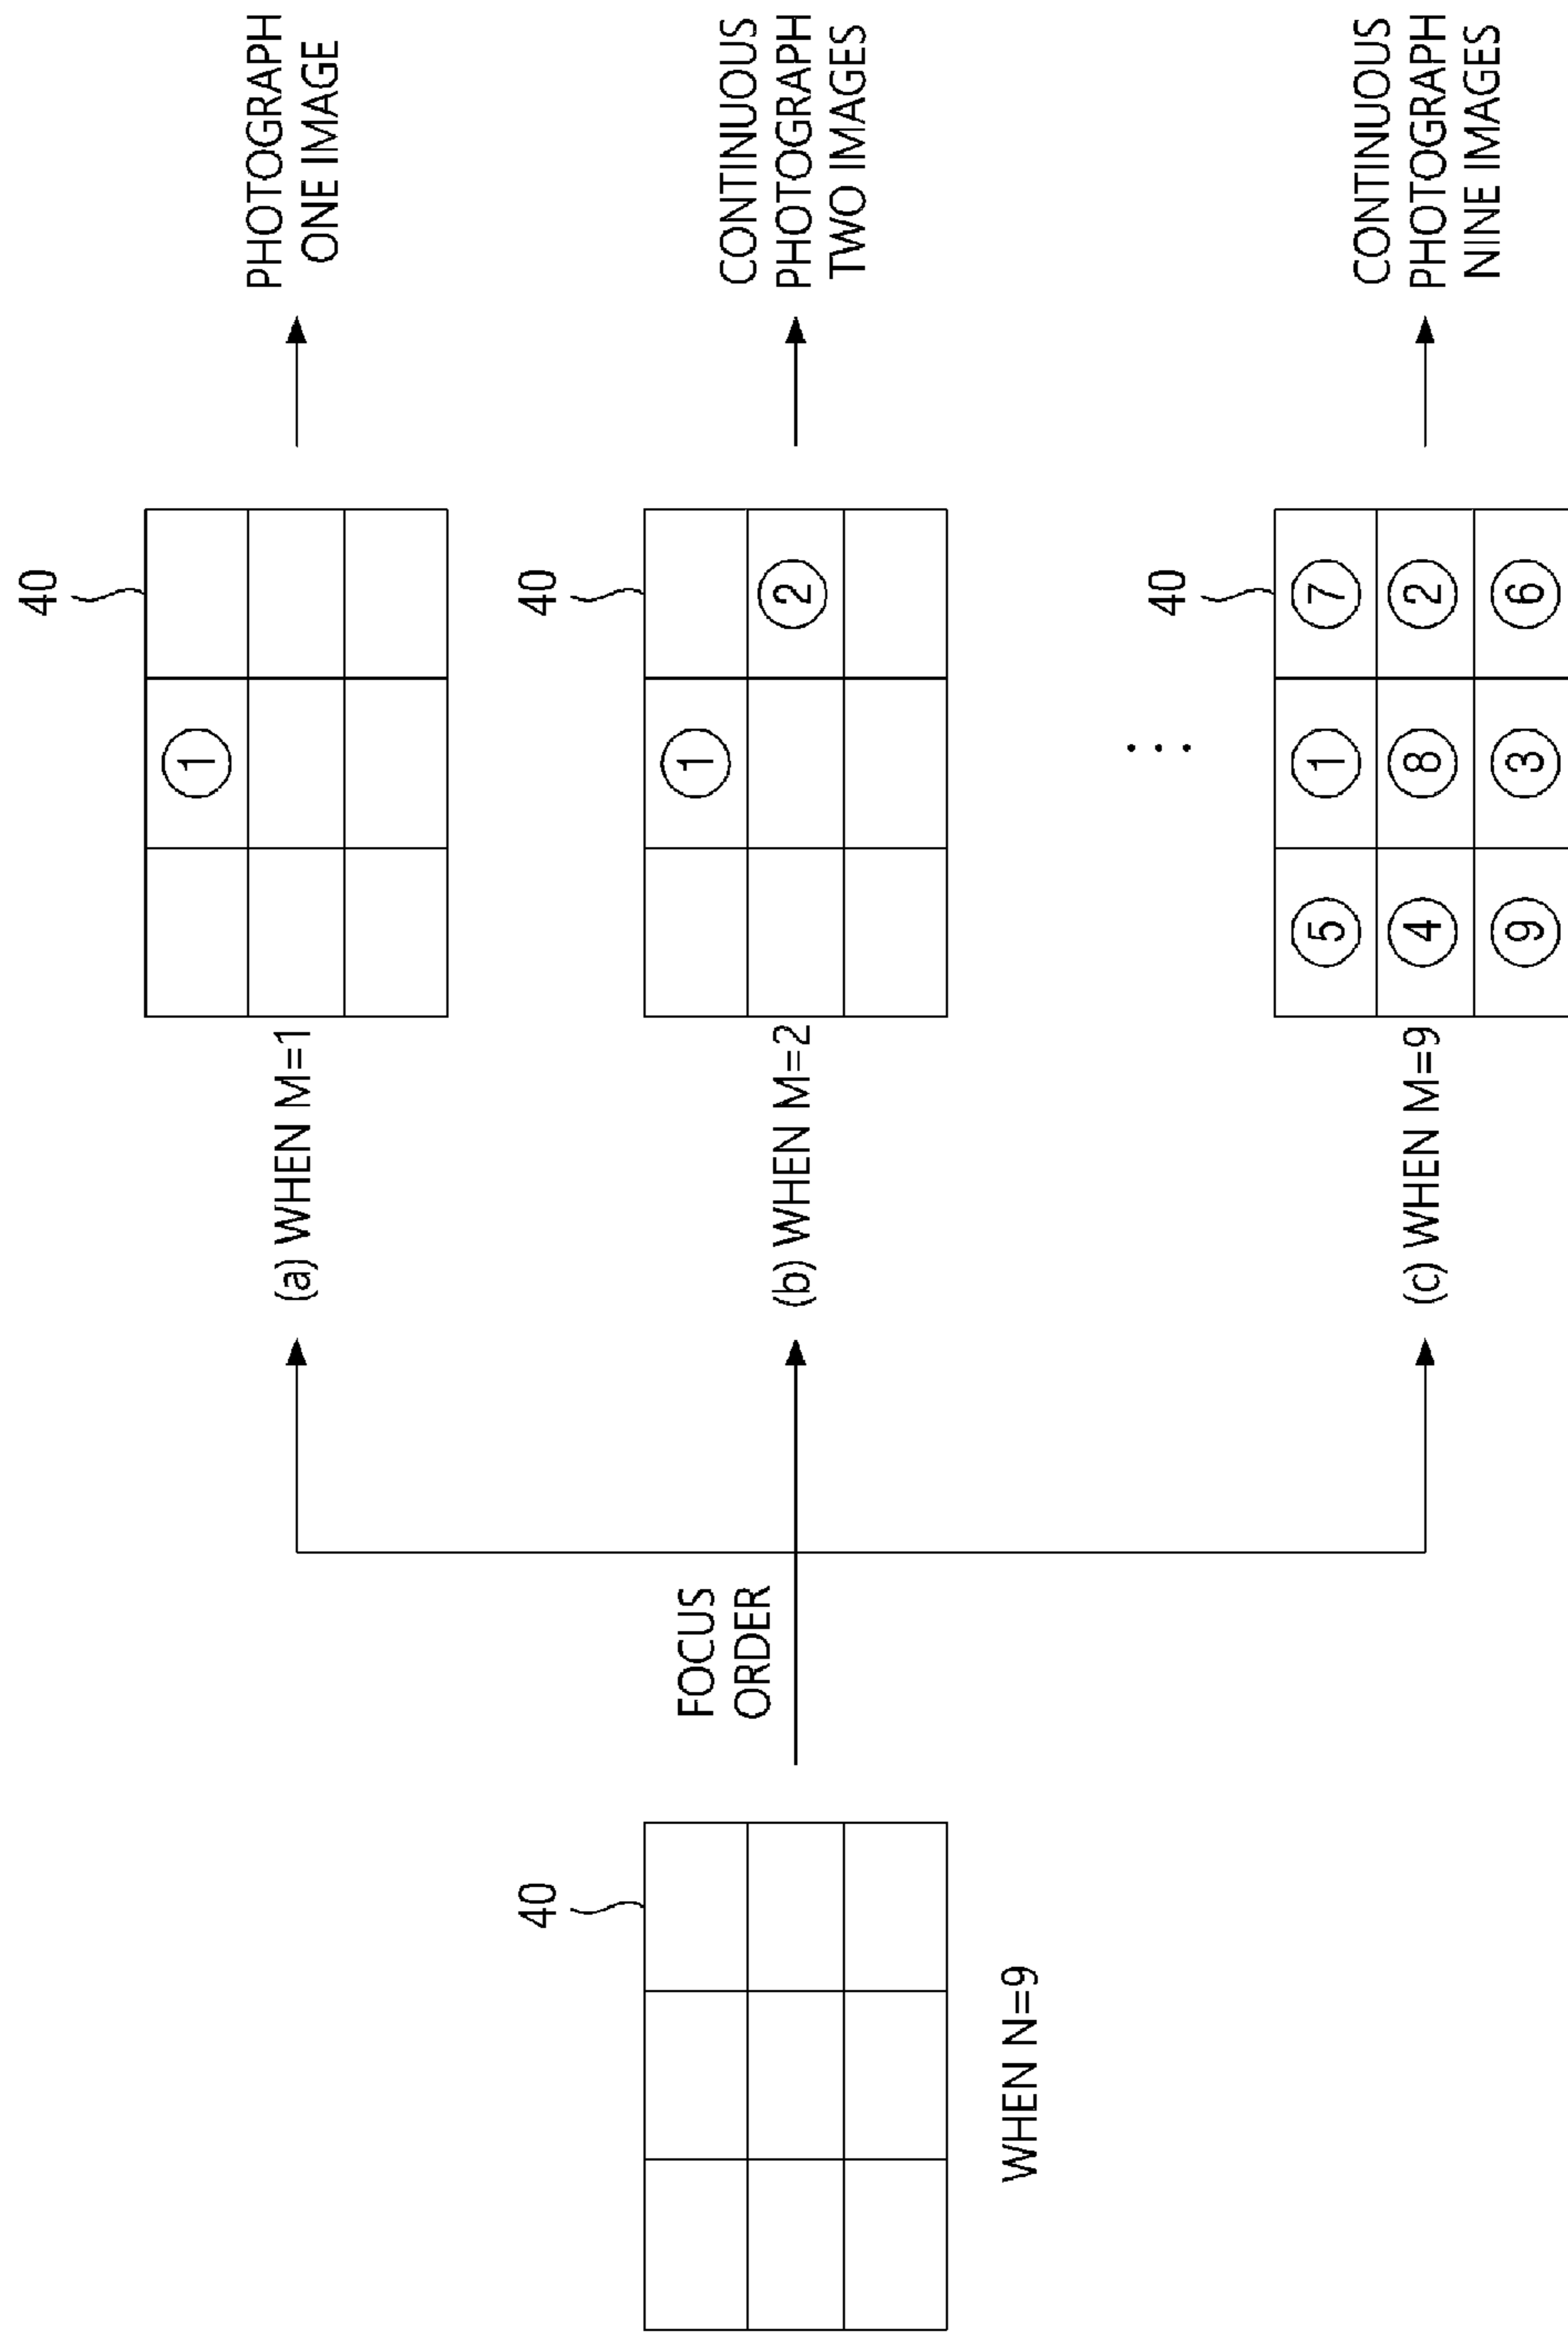 40
WHEN N=9
FOCUS
ORDER
(a) WHEN M=1
40
①
PHOTOGRAPH
ONE IMAGE
(b) WHEN M=2
40
①
②
CONTINUOUS
PHOTOGRAPH
TWO IMAGES
(c) WHEN M=9
40
⑤ ① ⑦
④ ⑧ ②
⑨ ③ ⑥
CONTINUOUS
PHOTOGRAPH
NINE IMAGES